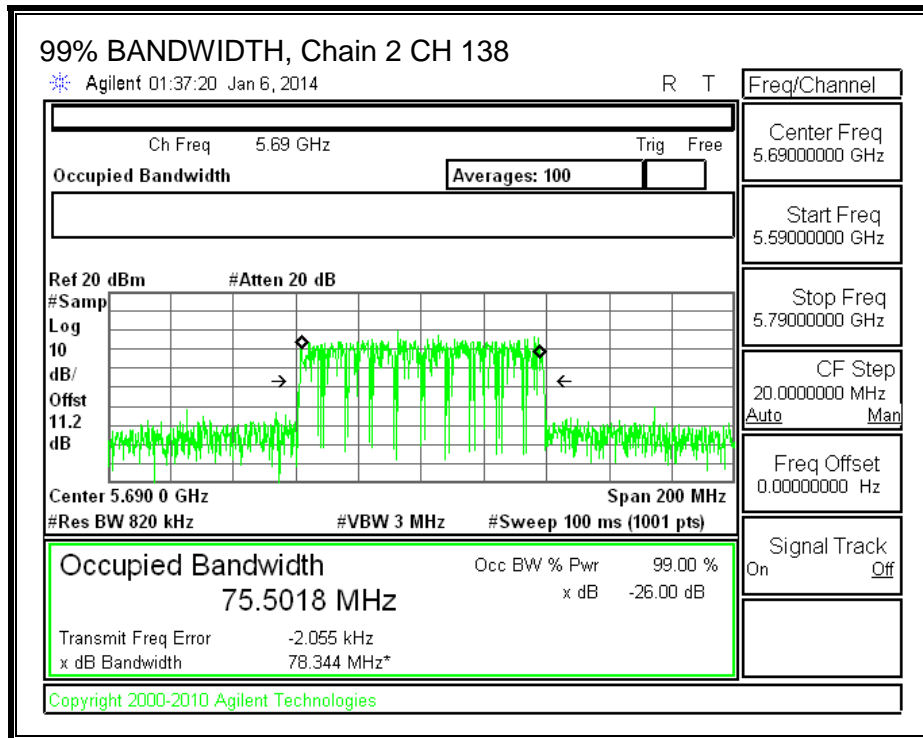 99% BANDWIDTH, Chain 2 CH 138
Agilent 01:37:20 Jan 6, 2014 R T
Freq/Channel
Ch Freq 5.69 GHz Trig Free
Occupied Bandwidth Averages: 100
Center Freq
5.69000000 GHz
Start Freq
5.59000000 GHz
Stop Freq
5.79000000 GHz
CF Step
20.0000000 MHz
Auto Man
Freq Offset
0.00000000 Hz
Signal Track
On Off
Ref 20 dBm #Atten 20 dB
#Samp
Log
10
dB/
Offst
11.2
dB
Center 5.690 0 GHz Span 200 MHz
#Res BW 820 kHz #VBW 3 MHz #Sweep 100 ms (1001 pts)
Occupied Bandwidth Occ BW % Pwr 99.00 %
75.5018 MHz x dB -26.00 dB
Transmit Freq Error -2.055 kHz
x dB Bandwidth 78.344 MHz*
Copyright 2000-2010 Agilent Technologies